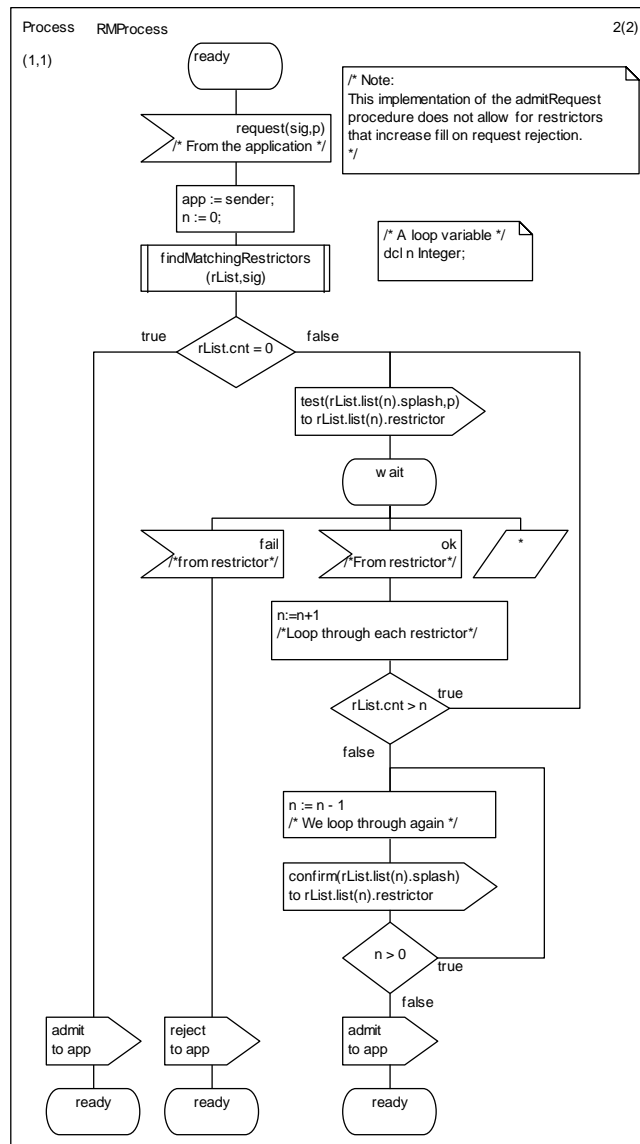 Process RMProcess 2(2)
(1,1)
ready
/* Note:
This implementation of the admitRequest
procedure does not allow for restrictors
that increase fill on request rejection.
*/
request(sig,p)
/* From the application */
app := sender;
n := 0;
/* A loop variable */
dcl n Integer;
findMatchingRestrictors
(rList,sig)
true
false
rList.cnt = 0
test(rList.list(n).splash,p)
to rList.list(n).restrictor
wait
fail
/*from restrictor*/
ok
/*From restrictor*/
*
n:=n+1
/*Loop through each restrictor*/
rList.cnt > n
true
false
n := n - 1
/* We loop through again */
confirm(rList.list(n).splash)
to rList.list(n).restrictor
n > 0
true
false
admit
to app
reject
to app
admit
to app
ready
ready
ready